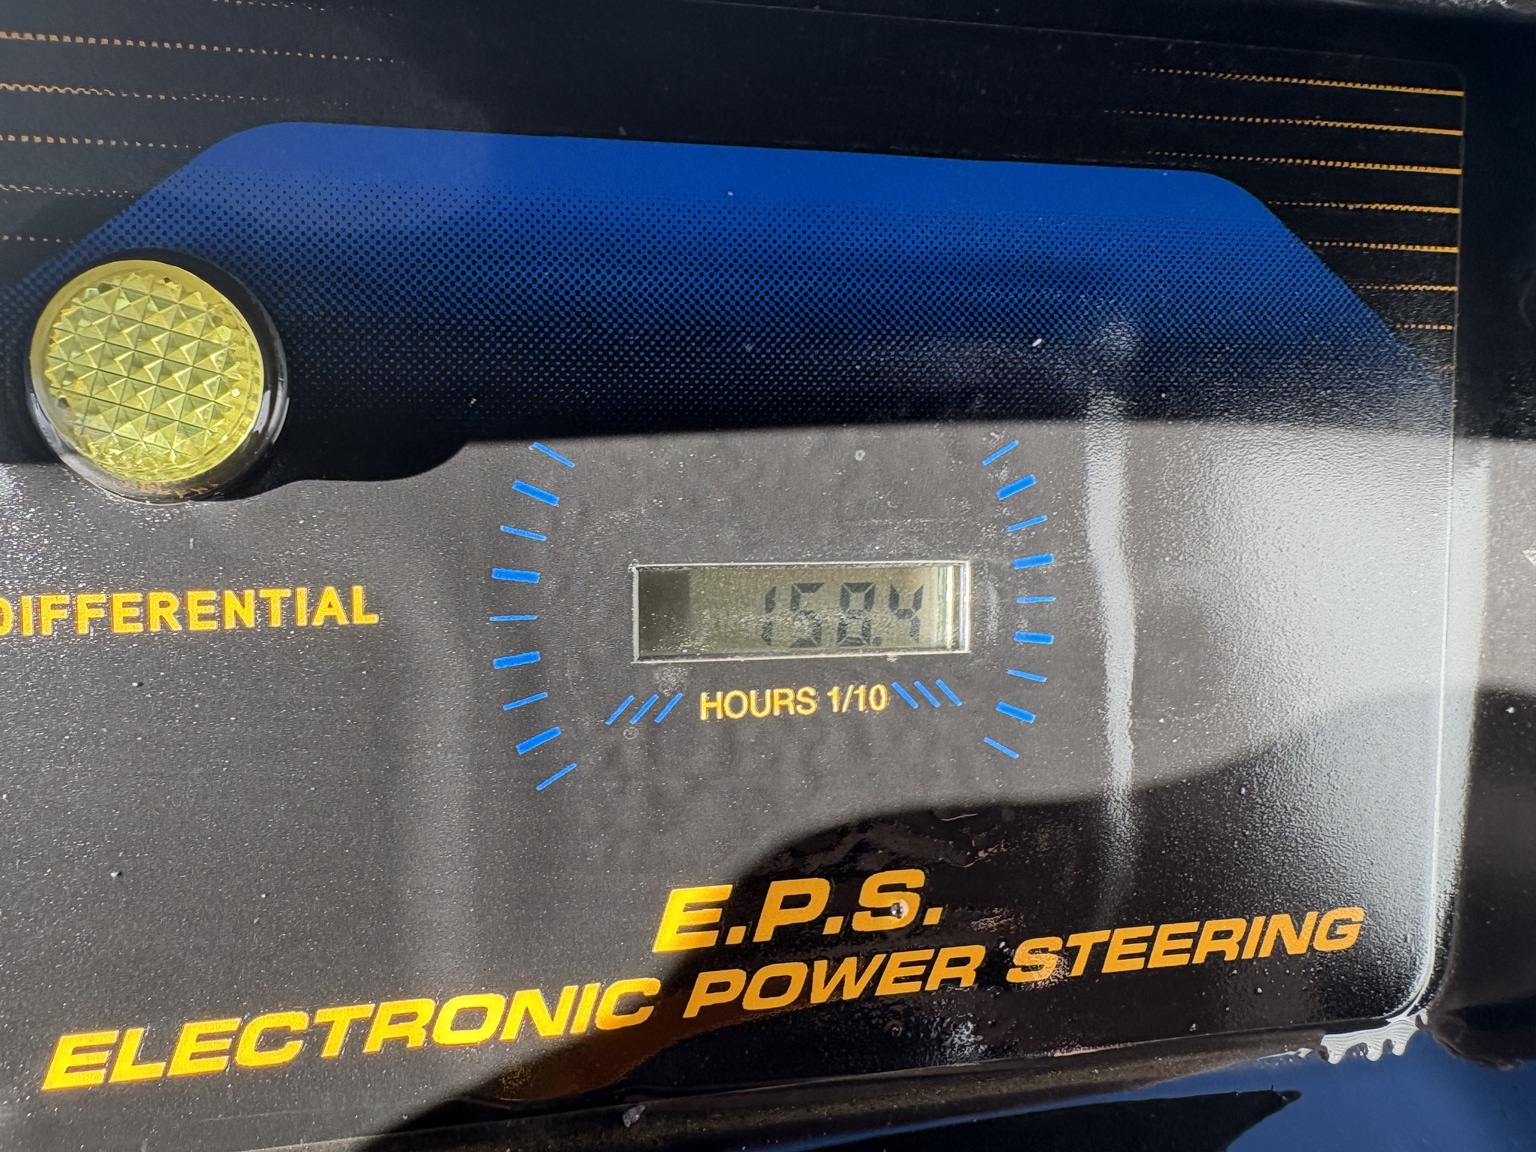 DIFFERENTIAL
158.4
HOURS 1/10
E.P.S.
ELECTRONIC POWER STEERING